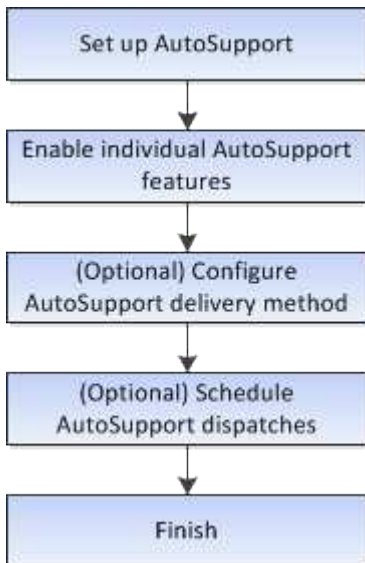 Set up AutoSupport
Enable individual AutoSupport
features
(Optional) Configure
AutoSupport delivery method
(Optional) Schedule
AutoSupport dispatches
Finish